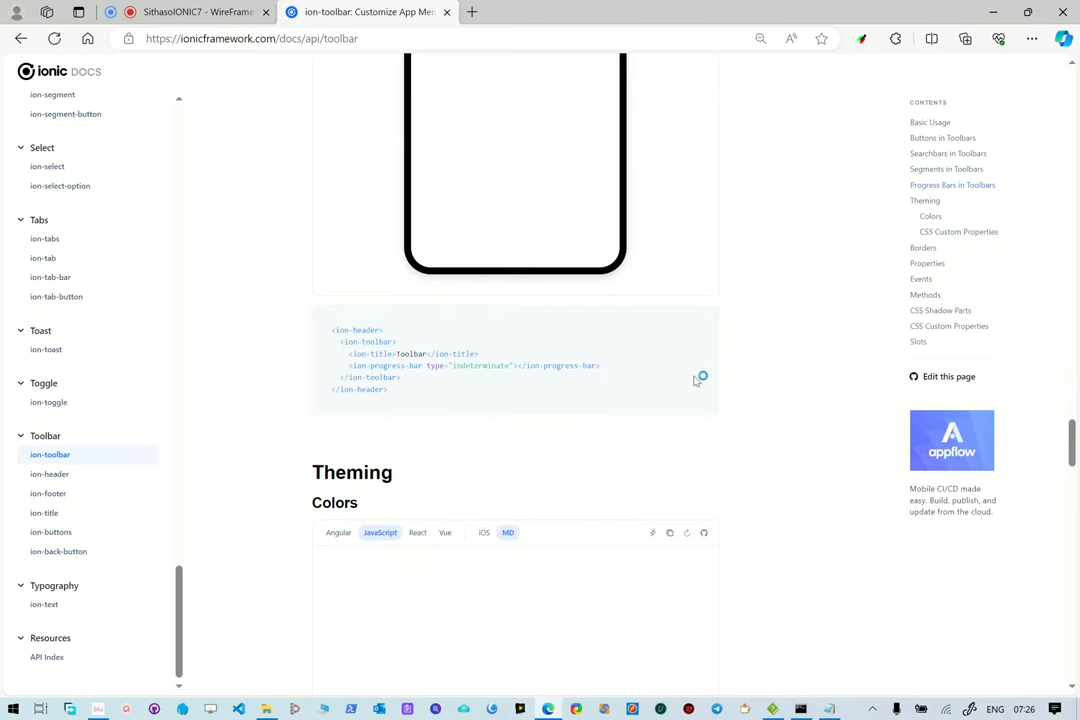 SithasoIONIC7 - WireFrame
ion-toolbar: Customize App Men
https://ionicframework.com/docs/api/toolbar
ionic DOCS
ion-segment
ion-segment-button
Select
ion-select
ion-select-option
Tabs
ion-tabs
ion-tab
ion-tab-bar
ion-tab-button
Toast
ion-toast
Toggle
ion-toggle
Toolbar
ion-toolbar
ion-header
ion-footer
ion-title
ion-buttons
ion-back-button
Typography
ion-text
Resources
API Index
<ion-header>
<ion-toolbar>
<ion-title>Toolbar</ion-title>
<ion-progress-bar type="indeterminate"></ion-progress-bar>
</ion-toolbar>
</ion-header>
Theming
Colors
Angular JavaScript React Vue iOS MD
CONTENTS
Basic Usage
Buttons in Toolbars
Searchbars in Toolbars
Segments in Toolbars
Progress Bars in Toolbars
Theming
Colors
CSS Custom Properties
Borders
Properties
Events
Methods
CSS Shadow Parts
CSS Custom Properties
Slots
Edit this page
appflow
Mobile CI/CD made
easy. Build, publish, and
update from the cloud.
ENG 07:26